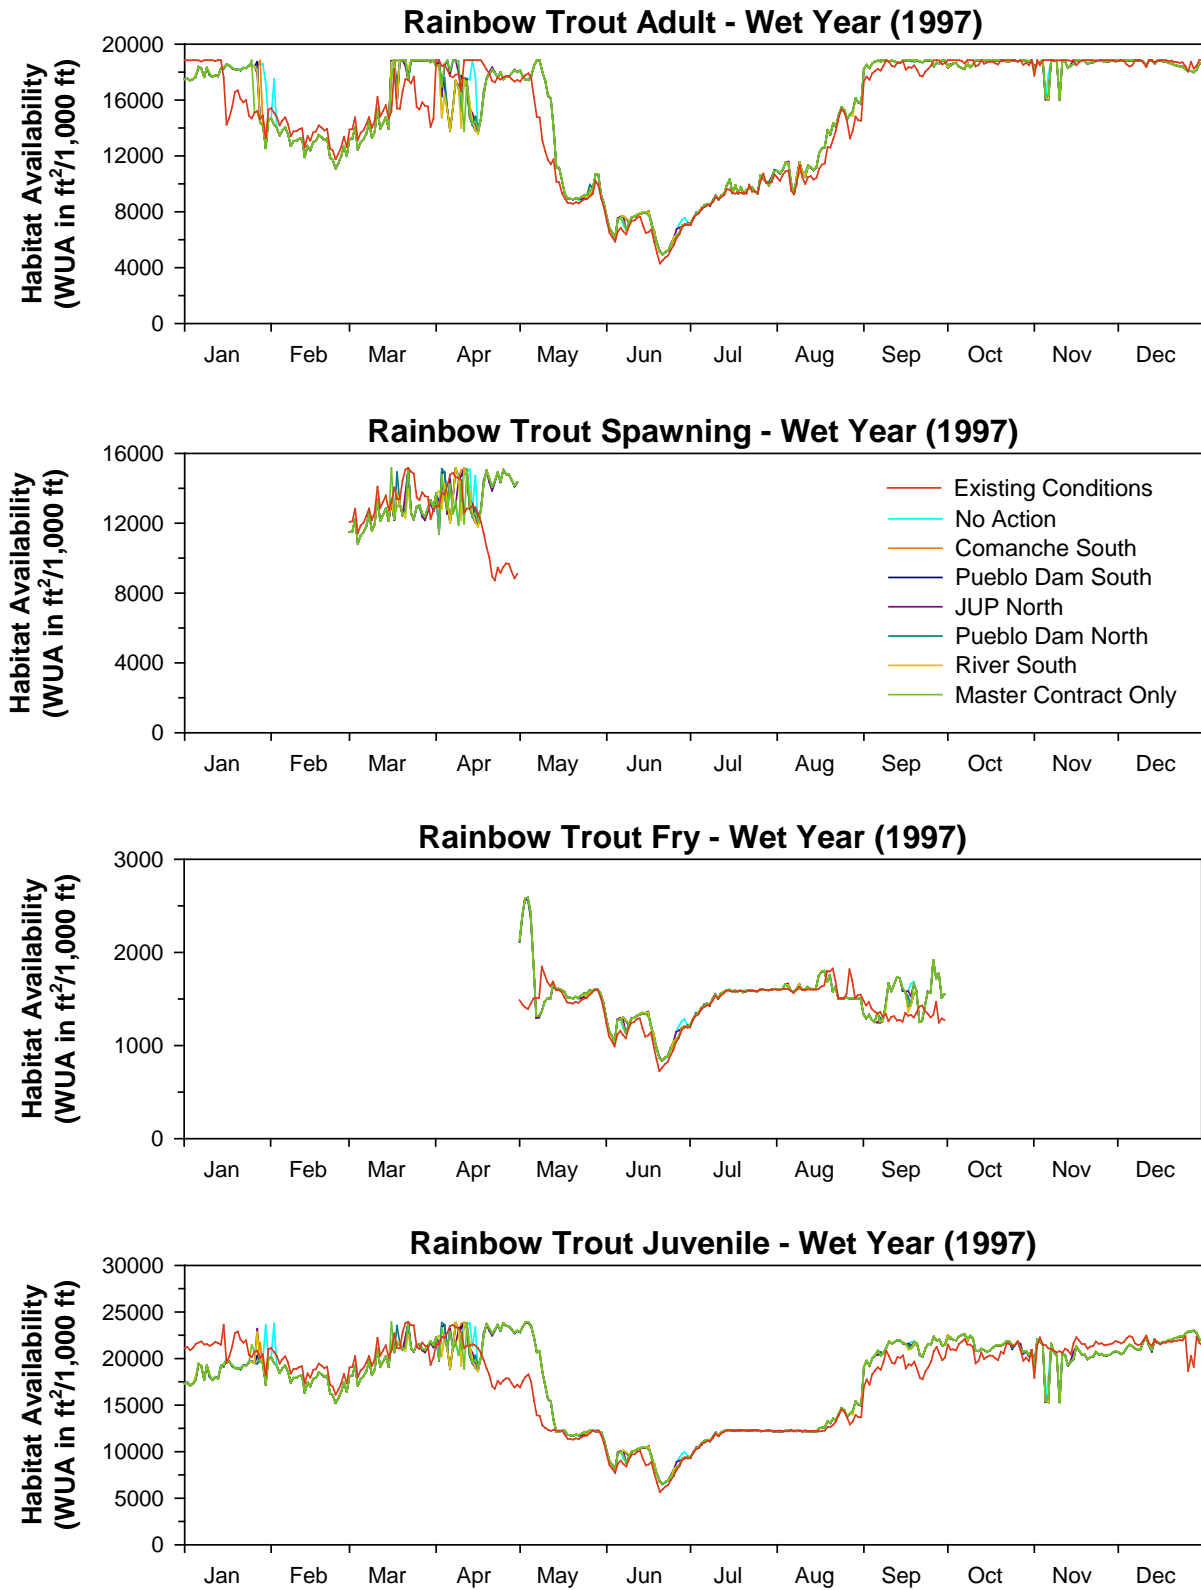 Rainbow Trout Adult - Wet Year (1997)
Habitat Availability
(WUA in ft²/1,000 ft)
20000
16000
12000
8000
4000
0
Jan Feb Mar Apr May Jun Jul Aug Sep Oct Nov Dec
Rainbow Trout Spawning - Wet Year (1997)
Habitat Availability
(WUA in ft²/1,000 ft)
16000
12000
8000
4000
0
Existing Conditions
No Action
Comanche South
Pueblo Dam South
JUP North
Pueblo Dam North
River South
Master Contract Only
Jan Feb Mar Apr May Jun Jul Aug Sep Oct Nov Dec
Rainbow Trout Fry - Wet Year (1997)
Habitat Availability
(WUA in ft²/1,000 ft)
3000
2000
1000
0
Jan Feb Mar Apr May Jun Jul Aug Sep Oct Nov Dec
Rainbow Trout Juvenile - Wet Year (1997)
Habitat Availability
(WUA in ft²/1,000 ft)
30000
25000
20000
15000
10000
5000
0
Jan Feb Mar Apr May Jun Jul Aug Sep Oct Nov Dec